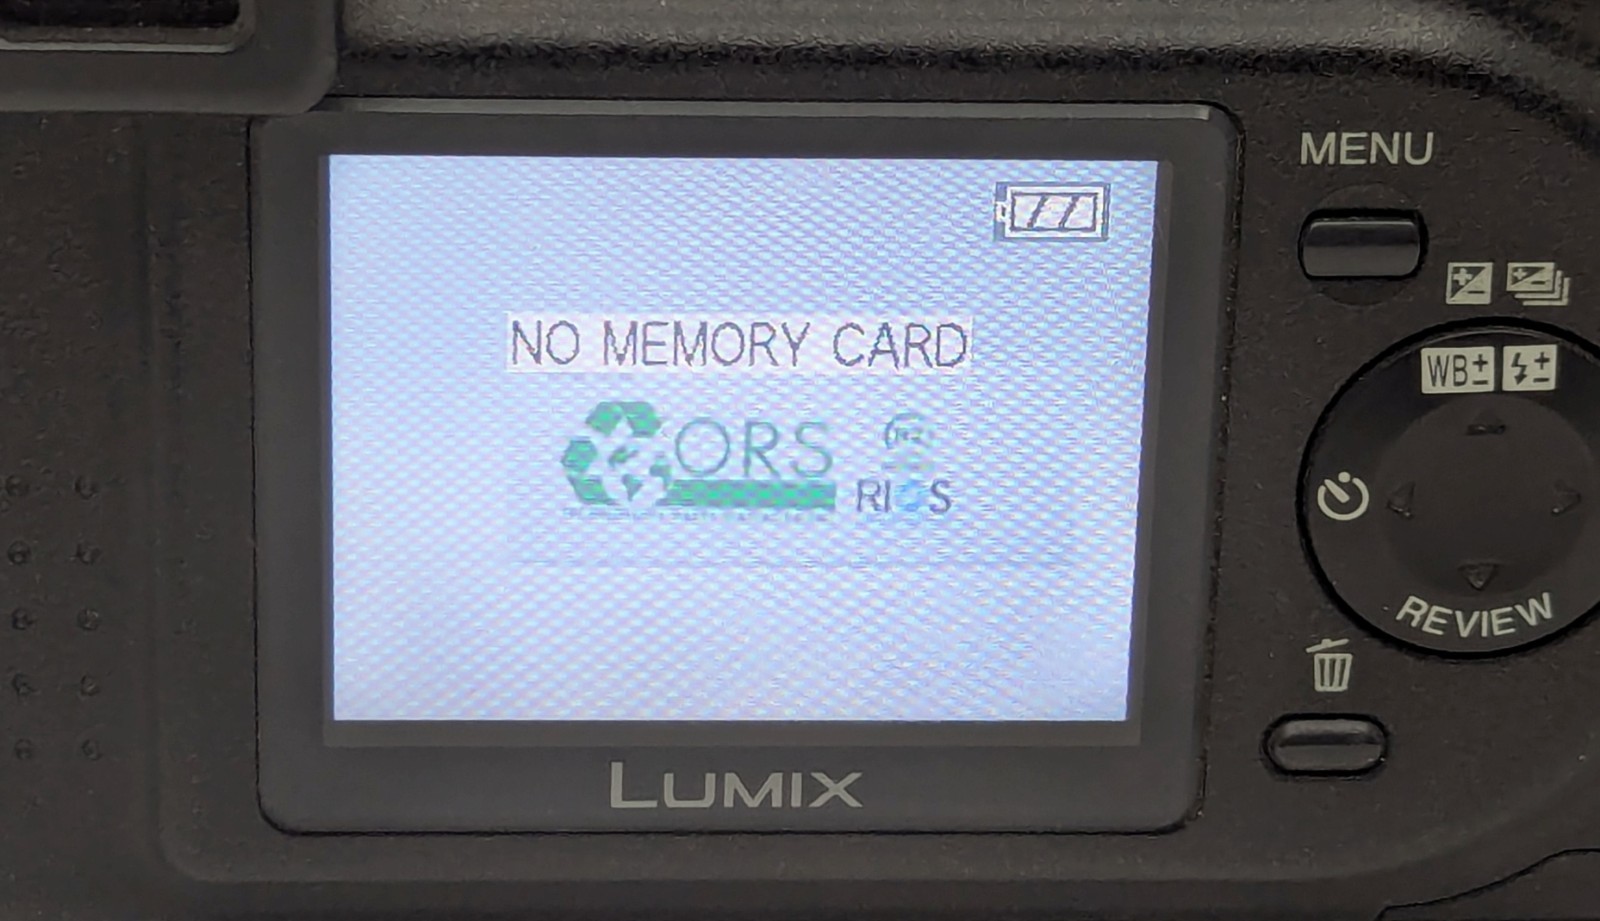 MENU
NO MEMORY CARD
WB±
ORS
RI S
REVIEW
LUMIX